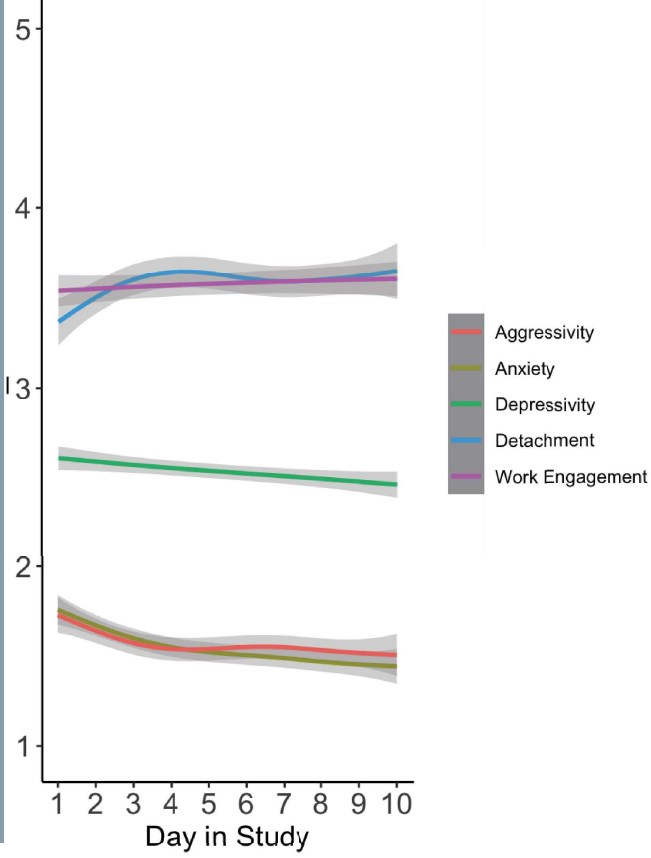 5
4
3
2
1
1 2 3 4 5 6 7 8 9 10
Day in Study
Aggressivity
Anxiety
Depressivity
Detachment
Work Engagement